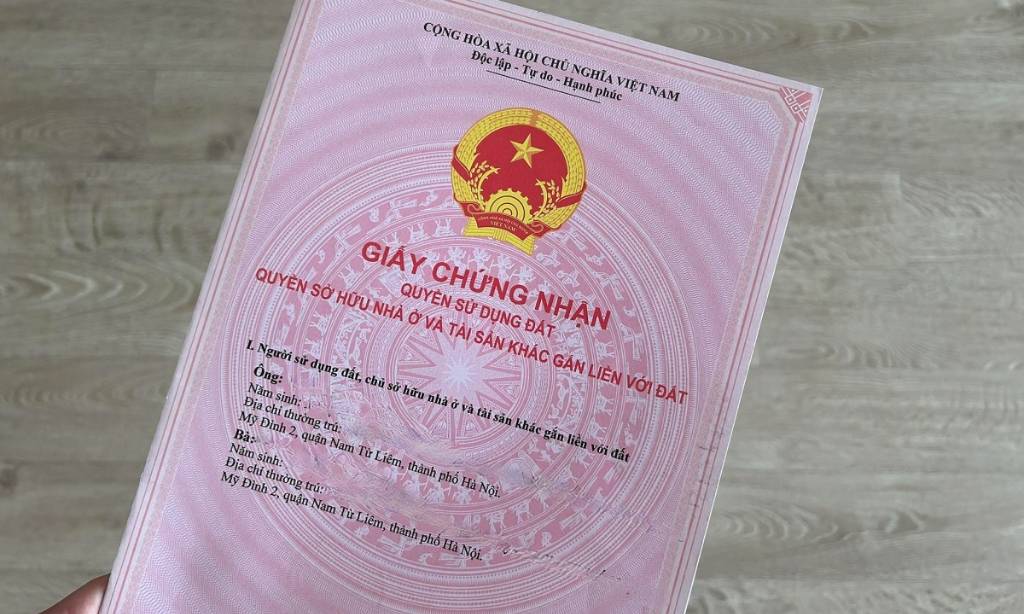 CỘNG HÒA XÃ HỘI CHỦ NGHĨA VIỆT NAM
Độc lập - Tự do - Hạnh phúc
VIỆT NAM
GIẤY CHỨNG NHẬN
QUYỀN SỬ DỤNG ĐẤT
QUYỀN SỞ HỮU NHÀ Ở VÀ TÀI SẢN KHÁC GẮN LIỀN VỚI ĐẤT
I. Người sử dụng đất, chủ sở hữu nhà ở và tài sản khác gắn liền với đất
Ông:
Năm sinh:
Địa chỉ thường trú:
Mỹ Đình 2, quận Nam Từ Liêm, thành phố Hà Nội.
Bà:
Năm sinh:
Địa chỉ thường trú:
Mỹ Đình 2, quận Nam Từ Liêm, thành phố Hà Nội.